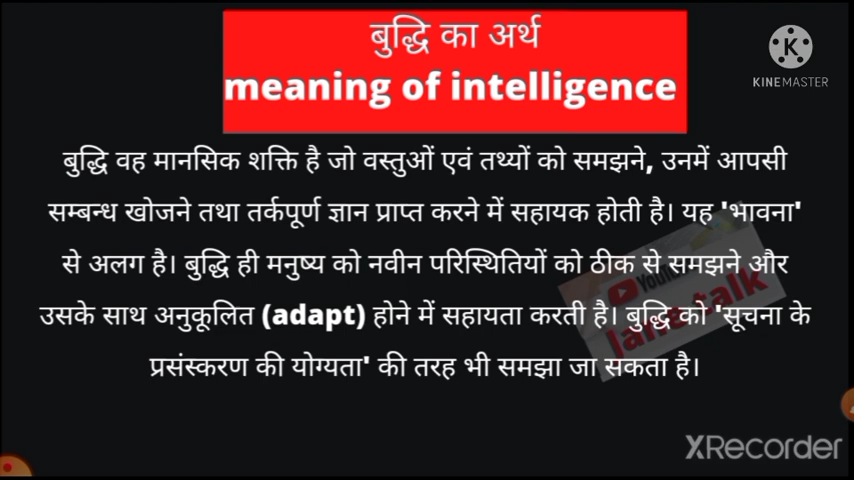 बुद्धि का अर्थ
meaning of intelligence
K
KINEMASTER
बुद्धि वह मानसिक शक्ति है जो वस्तुओं एवं तथ्यों को समझने, उनमें आपसी
सम्बन्ध खोजने तथा तर्कपूर्ण ज्ञान प्राप्त करने में सहायक होती है। यह 'भावना'
से अलग है। बुद्धि ही मनुष्य को नवीन परिस्थितियों को ठीक से समझने और
उसके साथ अनुकूलित (adapt) होने में सहायता करती है। बुद्धि को 'सूचना के
प्रसंस्करण की योग्यता' की तरह भी समझा जा सकता है।
YouTube
talk
XRecorder